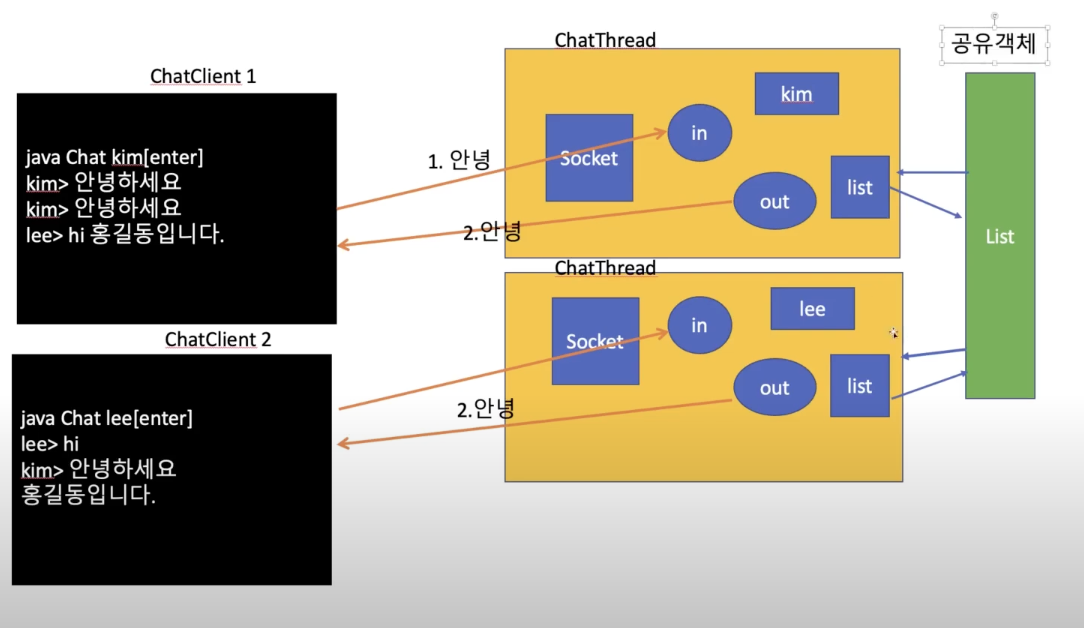 ChatClient 1
java Chat kim[enter]
kim> 안녕하세요
kim> 안녕하세요
lee> hi 홍길동입니다.
ChatClient 2
java Chat lee[enter]
lee> hi
kim> 안녕하세요
홍길동입니다.
1. 안녕
2.안녕
2.안녕
ChatThread
Socket
in
kim
out
list
ChatThread
Socket
in
lee
out
list
공유객체
List